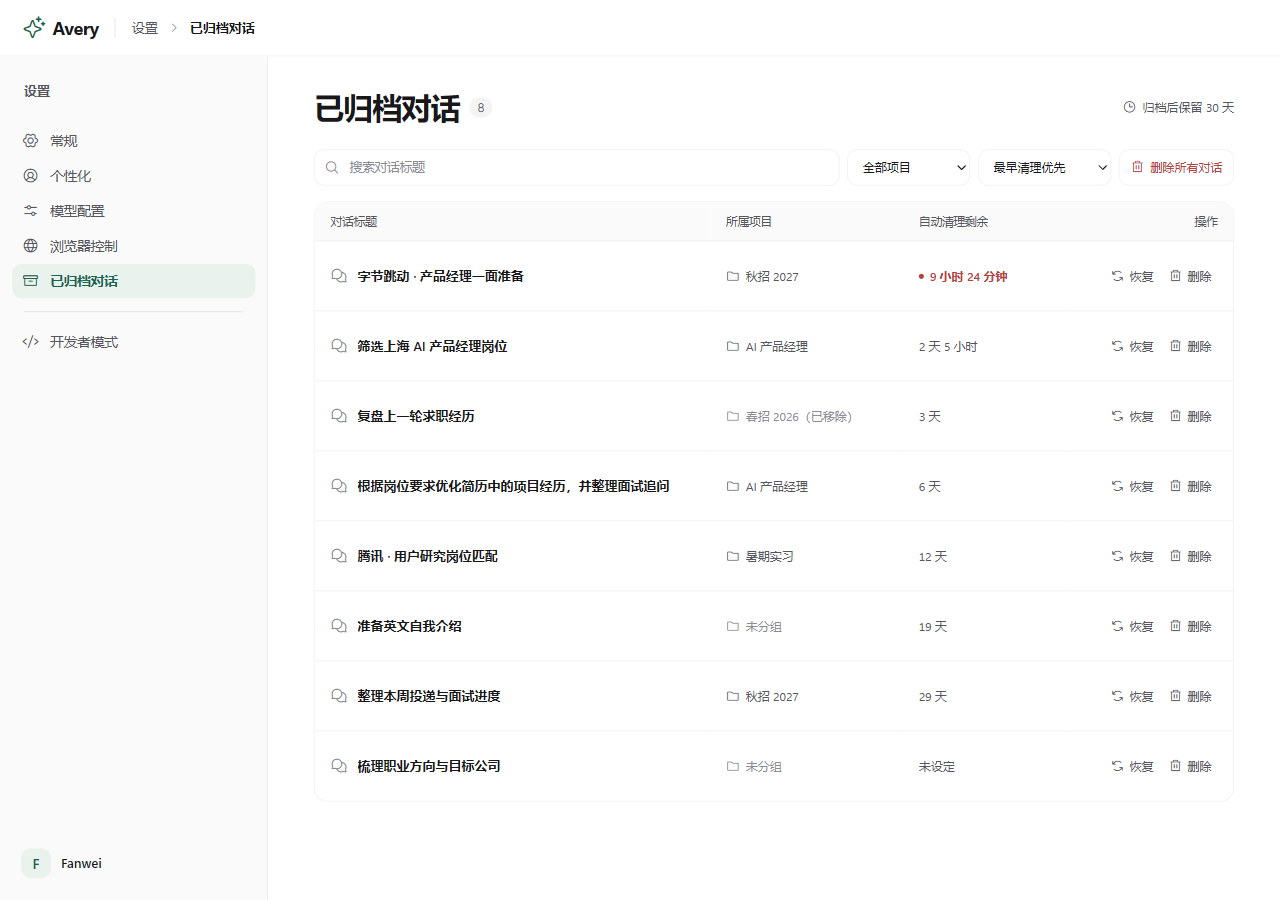 Avery 设置 已归档对话
设置
常规
个性化
模型配置
浏览器控制
已归档对话
开发者模式
F Fanwei
已归档对话 8 归档后保留 30 天
搜索对话标题 全部项目 最早清理优先 删除所有对话
对话标题 所属项目 自动清理剩余 操作
字节跳动 · 产品经理一面准备 秋招 2027 9 小时 24 分钟 恢复 删除
筛选上海 AI 产品经理岗位 AI 产品经理 2 天 5 小时 恢复 删除
复盘上一轮求职经历 春招 2026（已移除） 3 天 恢复 删除
根据岗位要求优化简历中的项目经历，并整理面试追问 AI 产品经理 6 天 恢复 删除
腾讯 · 用户研究岗位匹配 暑期实习 12 天 恢复 删除
准备英文自我介绍 未分组 19 天 恢复 删除
整理本周投递与面试进度 秋招 2027 29 天 恢复 删除
梳理职业方向与目标公司 未分组 未设定 恢复 删除